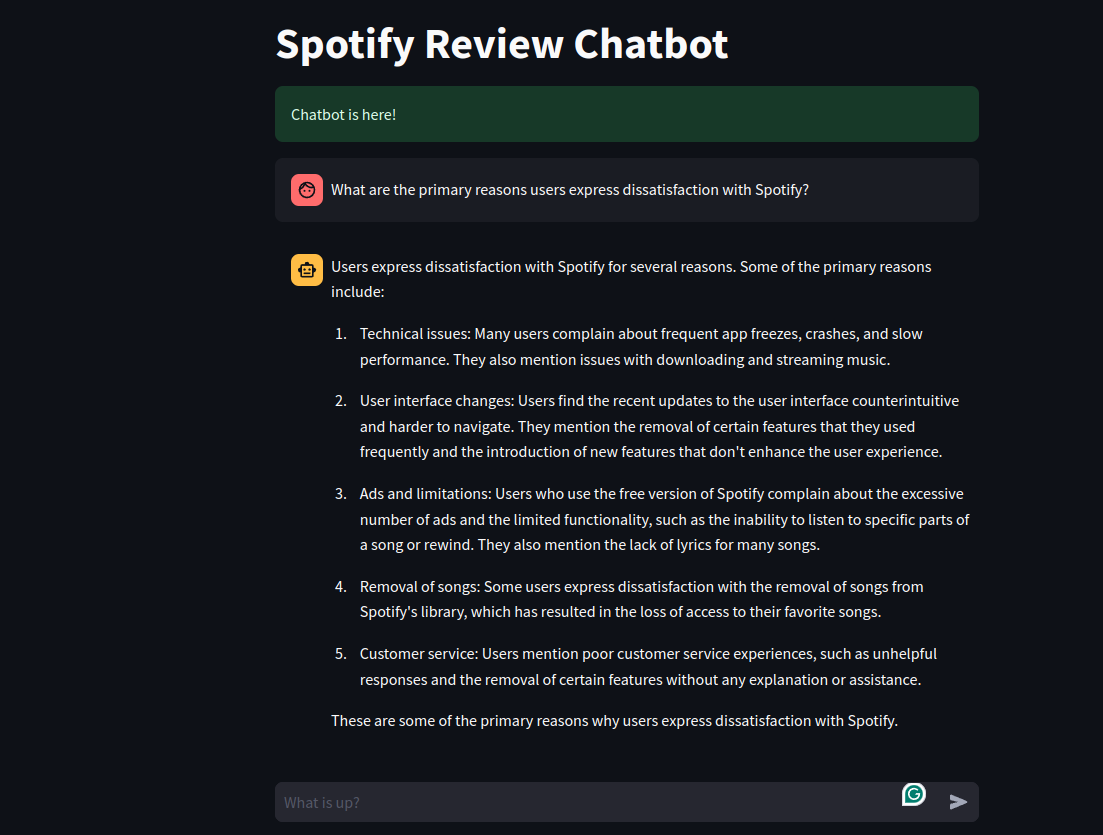 Spotify Review Chatbot
Chatbot is here!
What are the primary reasons users express dissatisfaction with Spotify?
Users express dissatisfaction with Spotify for several reasons. Some of the primary reasons
include:
1. Technical issues: Many users complain about frequent app freezes, crashes, and slow
performance. They also mention issues with downloading and streaming music.
2. User interface changes: Users find the recent updates to the user interface counterintuitive
and harder to navigate. They mention the removal of certain features that they used
frequently and the introduction of new features that don't enhance the user experience.
3. Ads and limitations: Users who use the free version of Spotify complain about the excessive
number of ads and the limited functionality, such as the inability to listen to specific parts of
a song or rewind. They also mention the lack of lyrics for many songs.
4. Removal of songs: Some users express dissatisfaction with the removal of songs from
Spotify's library, which has resulted in the loss of access to their favorite songs.
5. Customer service: Users mention poor customer service experiences, such as unhelpful
responses and the removal of certain features without any explanation or assistance.
These are some of the primary reasons why users express dissatisfaction with Spotify.
What is up?